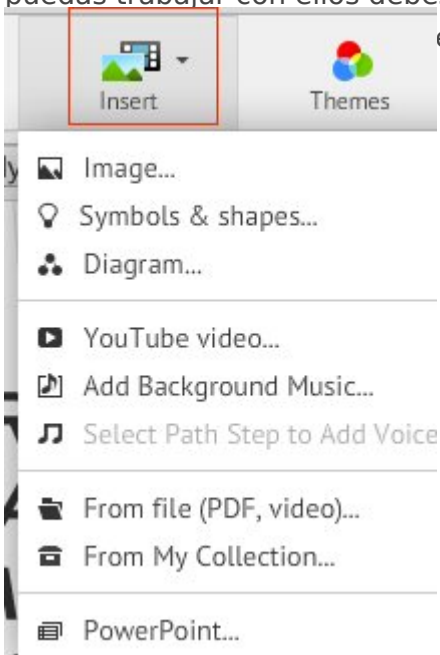 puedas trabajar con ellos debes
Insert
Themes
Image...
Symbols & shapes...
Diagram...
YouTube video...
Add Background Music...
Select Path Step to Add Voice
From file (PDF, video)...
From My Collection...
PowerPoint...